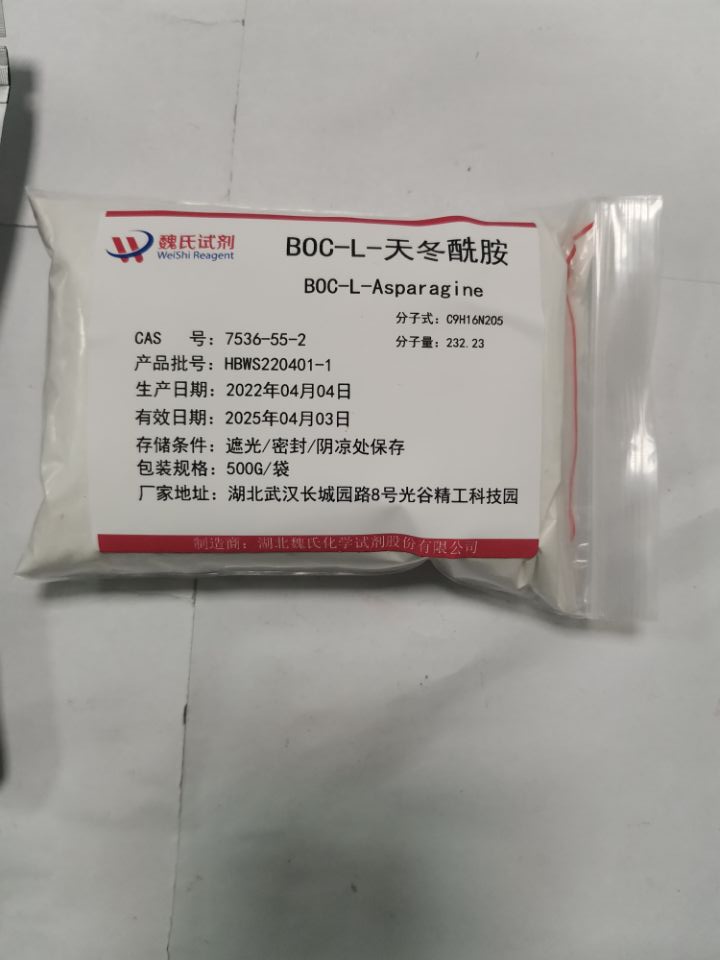 魏氏试剂
WeiShi Reagent
BOC-L-天冬酰胺
BOC-L-Asparagine
分子式: C9H16N2O5
CAS 号: 7536-55-2
分子量: 232.23
产品批号: HBWS220401-1
生产日期: 2022年04月04日
有效日期: 2025年04月03日
存储条件: 遮光/密封/阴凉处保存
包装规格: 500G/袋
厂家地址: 湖北武汉长城园路8号光谷精工科技园
制造商: 湖北魏氏化学试剂股份有限公司